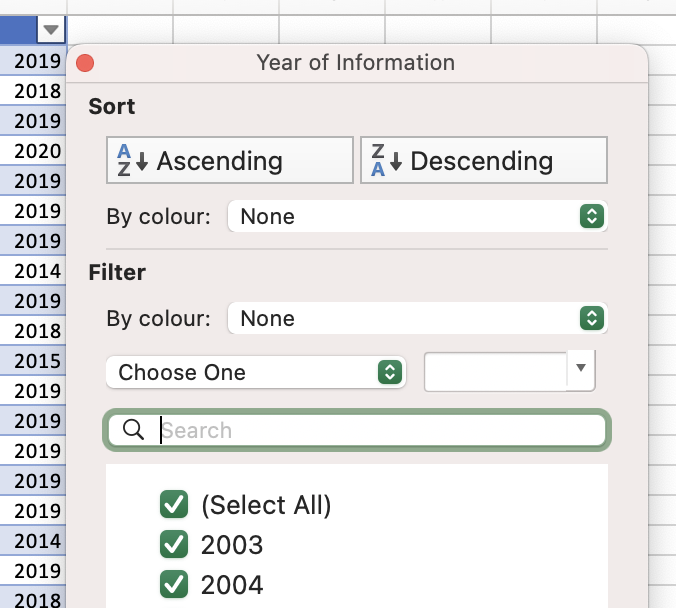 Year of Information
2019
2018
2019
2020
2019
2019
2019
2014
2019
2018
2015
2019
2019
2019
2019
2019
2014
2019
2018
Sort
A Z Ascending
Z A Descending
By colour: None
Filter
By colour: None
Choose One
Search
(Select All)
2003
2004